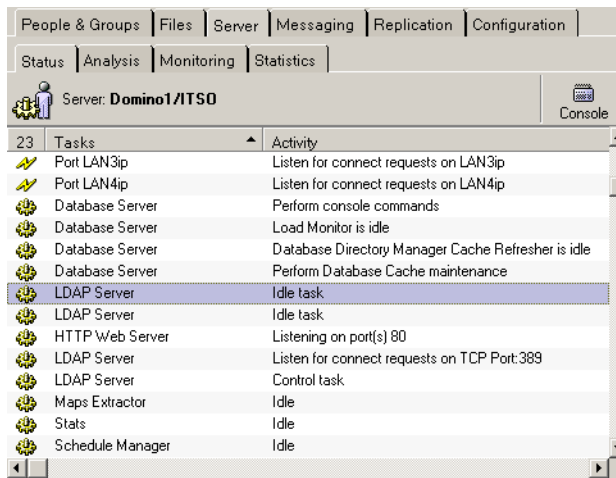 People & Groups Files Server Messaging Replication Configuration
Status Analysis Monitoring Statistics
Server: Domino1/ITSO
Console
23 Tasks Activity
Port LAN3ip Listen for connect requests on LAN3ip
Port LAN4ip Listen for connect requests on LAN4ip
Database Server Perform console commands
Database Server Load Monitor is idle
Database Server Database Directory Manager Cache Refresher is idle
Database Server Perform Database Cache maintenance
LDAP Server Idle task
LDAP Server Idle task
HTTP Web Server Listening on port(s) 80
LDAP Server Listen for connect requests on TCP Port:389
LDAP Server Control task
Maps Extractor Idle
Stats Idle
Schedule Manager Idle